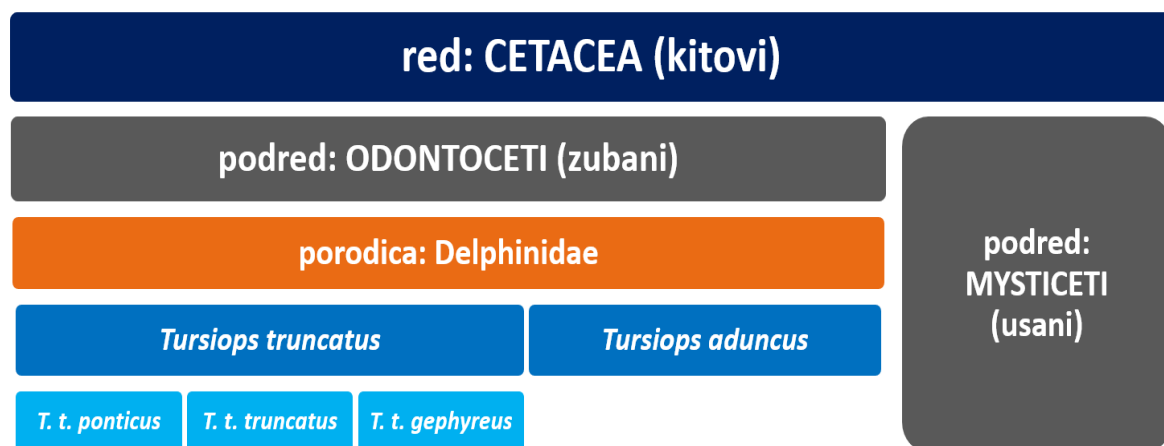 red: CETACEA (kitovi)
podred: ODONTOCETI (zubani)
porodica: Delphinidae
Tursiops truncatus
Tursiops aduncus
T. t. ponticus
T. t. truncatus
T. t. gephyreus
podred:
MYSTICETI
(usani)